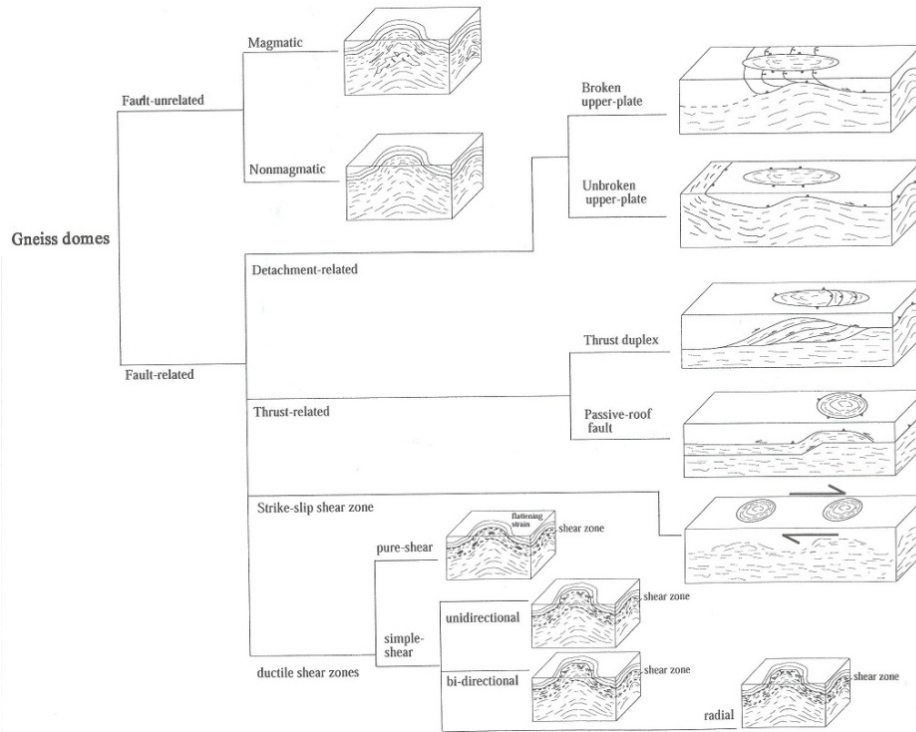 Magmatic
Fault-unrelated
Nonmagmatic
Broken
upper-plate
Unbroken
upper-plate
Gneiss domes
Detachment-related
Fault-related
Thrust duplex
Thrust-related
Passive-roof
fault
Strike-slip shear zone
flattening
strain
shear zone
pure-shear
unidirectional
shear zone
simple-
shear
ductile shear zones
bi-directional
shear zone
radial
shear zone